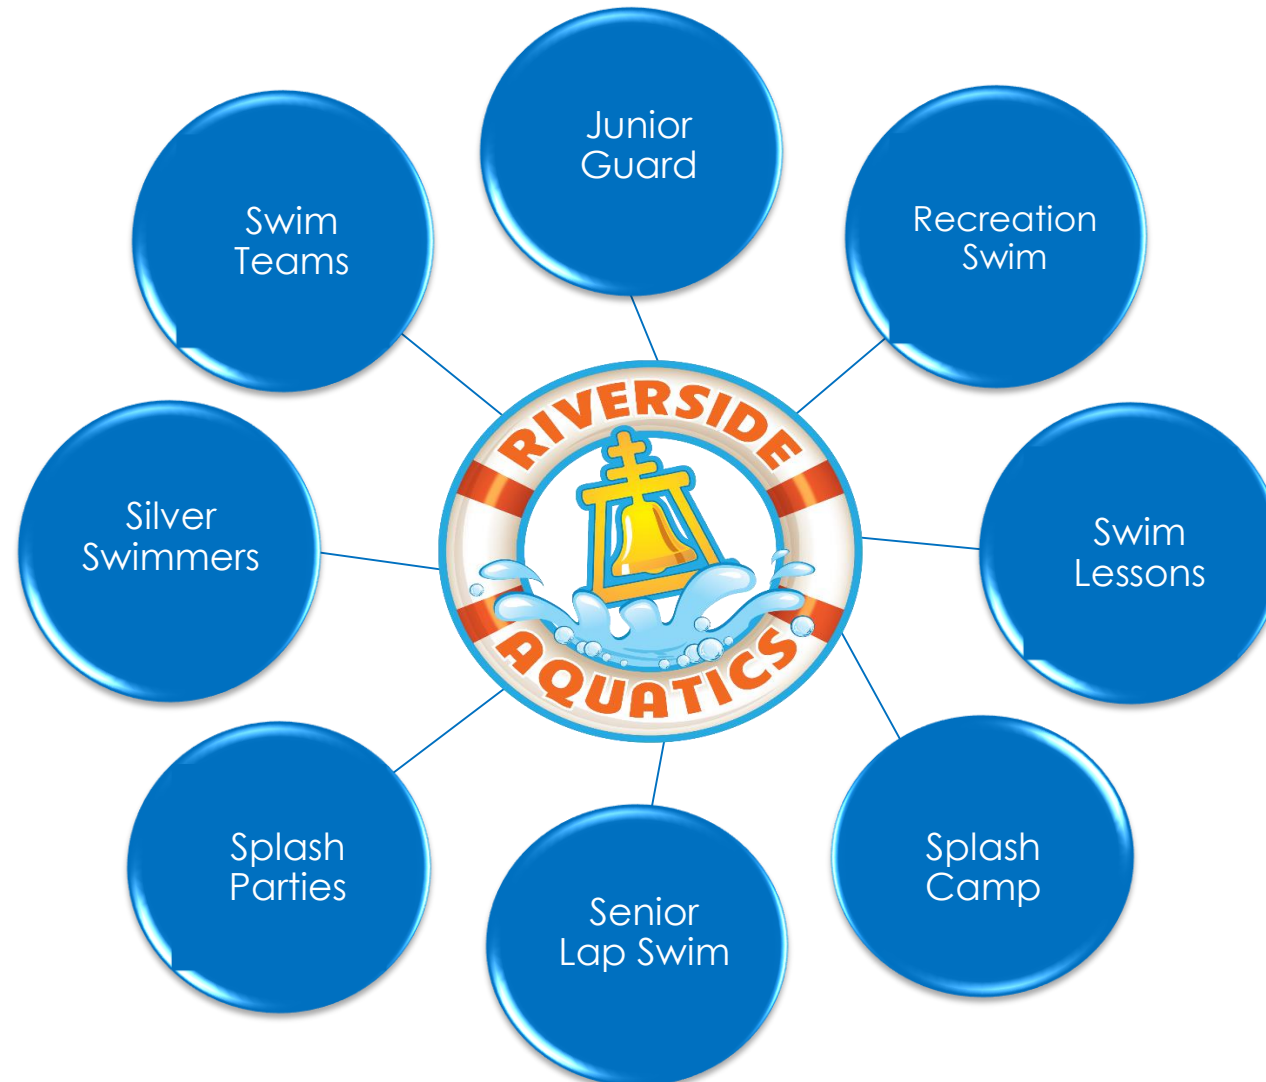 Junior
Guard
Recreation
Swim
Swim
Lessons
Splash
Camp
Senior
Lap Swim
Splash
Parties
Silver
Swimmers
Swim
Teams
RIVERSIDE
AQUATICS